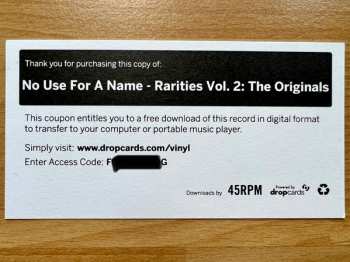 Thank you for purchasing this copy of:
No Use For A Name - Rarities Vol. 2: The Originals
This coupon entitles you to a free download of this record in digital format
to transfer to your computer or portable music player.
Simply visit: www.dropcards.com/vinyl
Enter Access Code: F G
Downloads by 45RPM Powered by dropcards